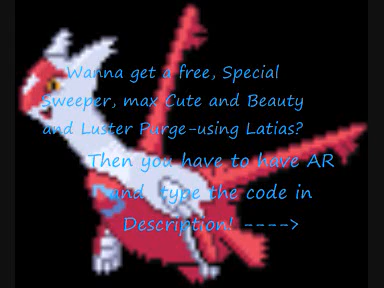 Wanna get a free, Special
Sweeper, max Cute and Beauty
and Luster Purge-using Latias?
Then you have to have AR
and type the code in
Description! ---->